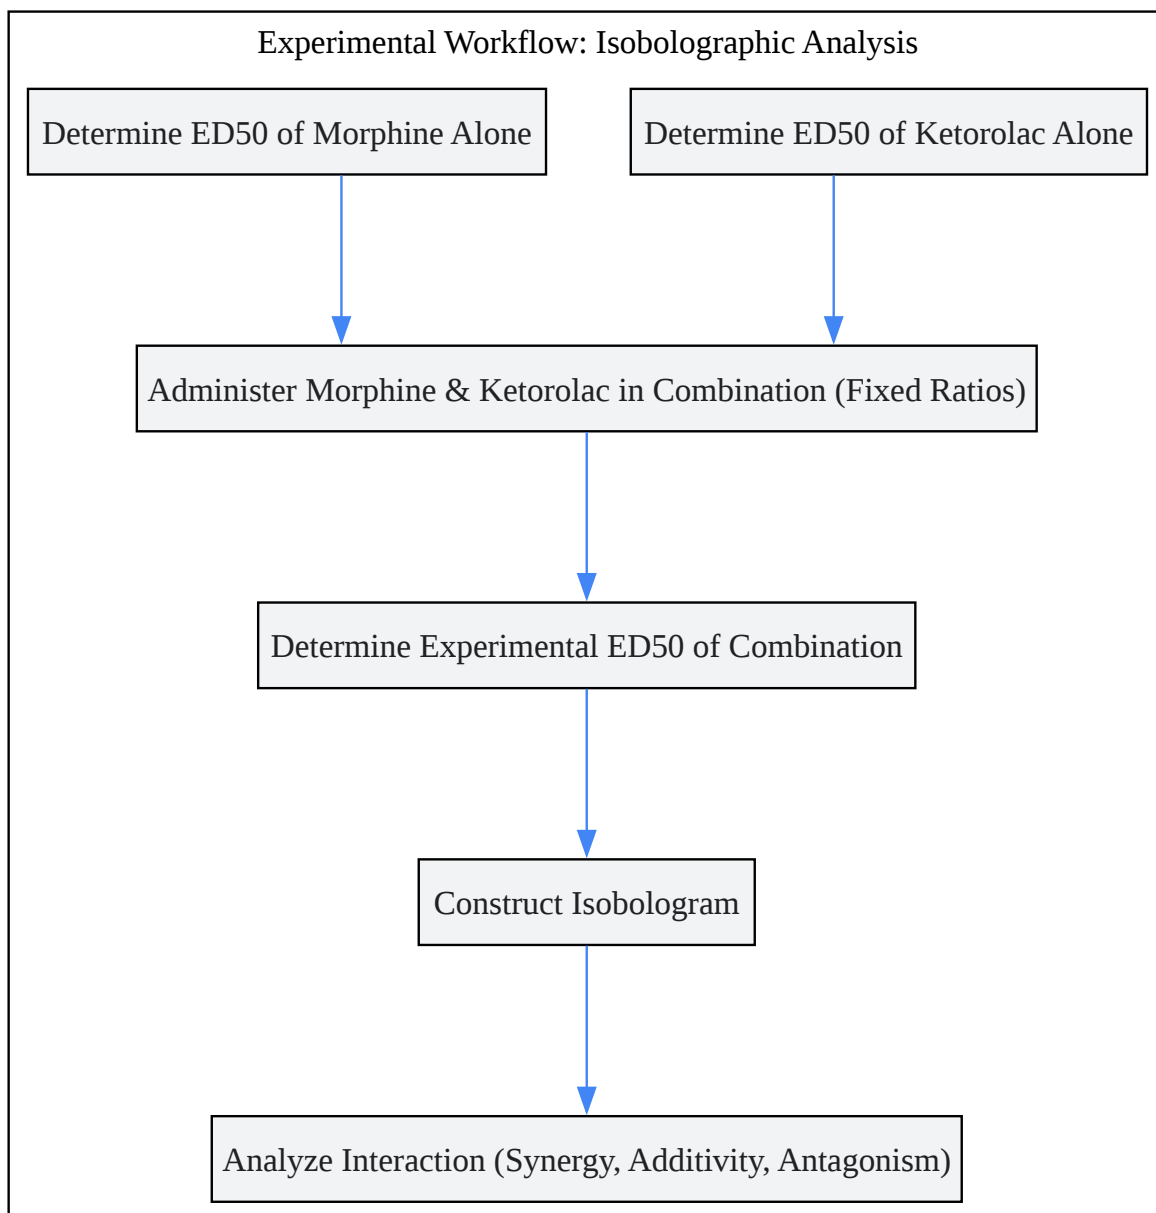 Experimental Workflow: Isobolographic Analysis
Determine ED50 of Morphine Alone
Determine ED50 of Ketorolac Alone
Administer Morphine & Ketorolac in Combination (Fixed Ratios)
Determine Experimental ED50 of Combination
Construct Isobologram
Analyze Interaction (Synergy, Additivity, Antagonism)